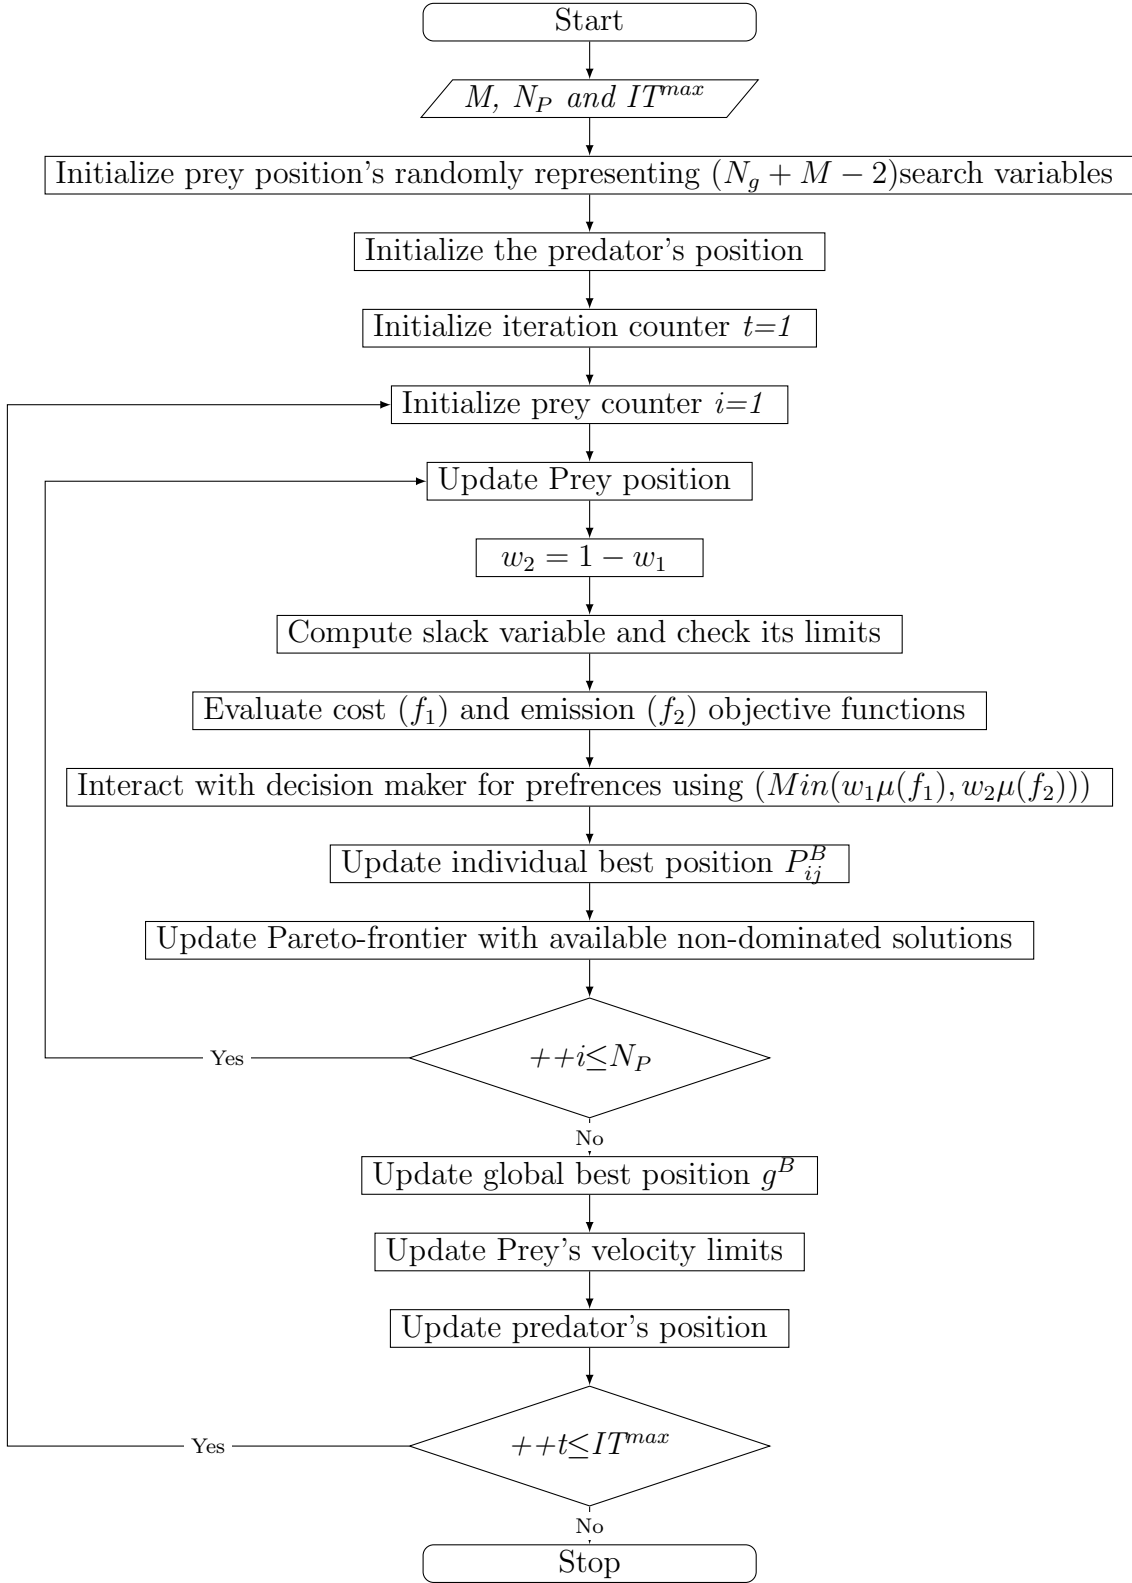 Start
M, N_P and IT^{max}
Initialize prey position's randomly representing (N_g + M − 2)search variables
Initialize the predator's position
Initialize iteration counter t=1
Initialize prey counter i=1
Update Prey position
w_2 = 1 − w_1
Compute slack variable and check its limits
Evaluate cost (f_1) and emission (f_2) objective functions
Interact with decision maker for prefrences using (Min(w_1μ(f_1), w_2μ(f_2)))
Update individual best position P_{ij}^B
Update Pareto-frontier with available non-dominated solutions
++i≤N_P
Yes
No
Update global best position g^B
Update Prey's velocity limits
Update predator's position
++t≤IT^{max}
Yes
No
Stop